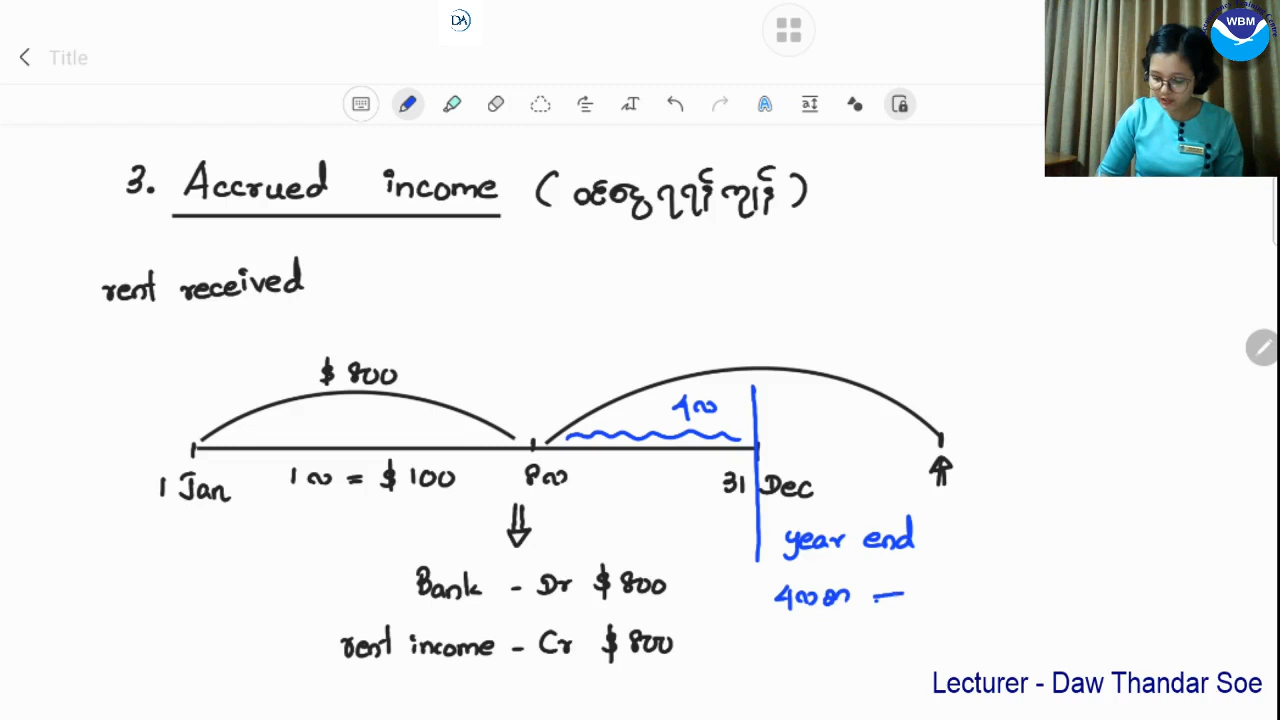 Title
WBM
3. Accrued income (ဝင်ငွေရရန်ကျန်)
rent received
$ 800
4လ
1 Jan
1လ = $ 100
8လ
31 Dec
year end
Bank - Dr $ 800
4လစာ —
rent income - Cr $ 800
Lecturer - Daw Thandar Soe